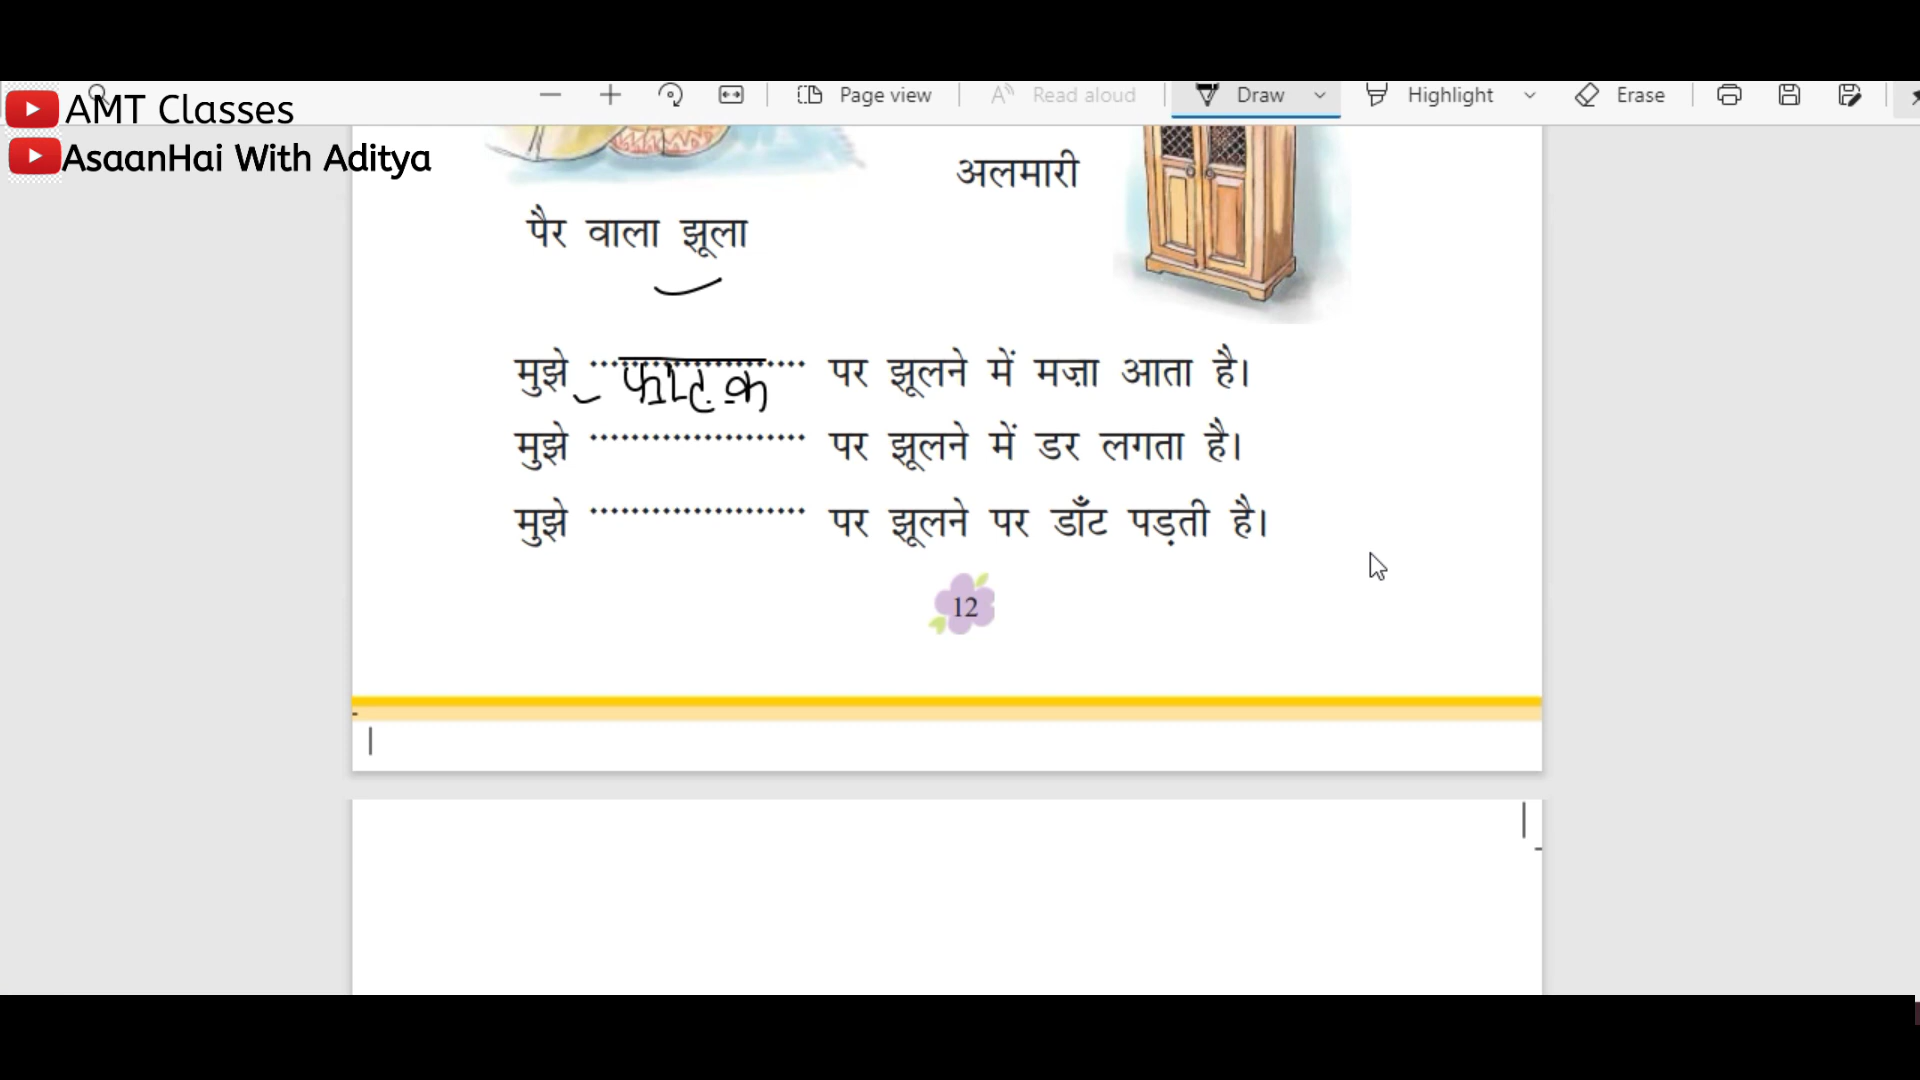 Page view Read aloud Draw Highlight Erase
AMT Classes
AsaanHai With Aditya
अलमारी
पैर वाला झूला
मुझे फाटक पर झूलने में मज़ा आता है।
मुझे ..................... पर झूलने में डर लगता है।
मुझे ..................... पर झूलने पर डाँट पड़ती है।
12